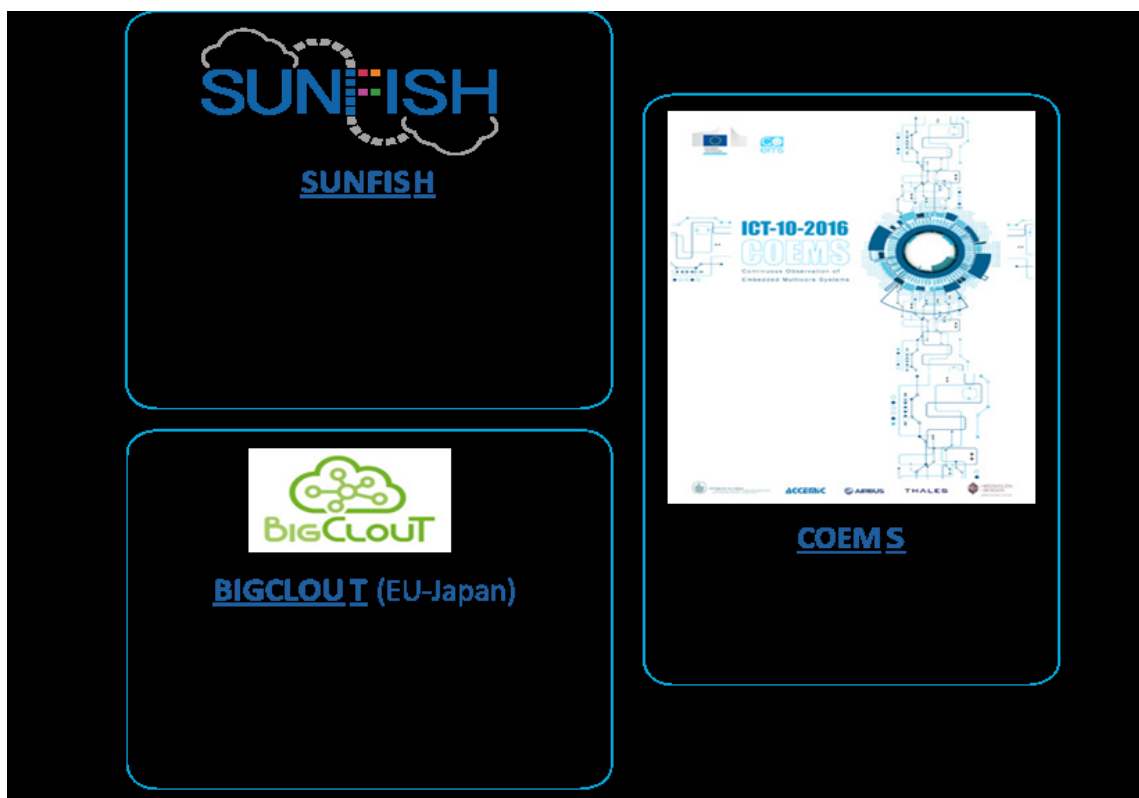 SUNFISH
SUNFISH
BIGCLOUT
BIGCLOUT (EU-Japan)
ICT-10-2016
COEMS
Continuous Observation of
Embedded Multicore Systems
ACCEMIC
AIRBUS
THALES
COEMS